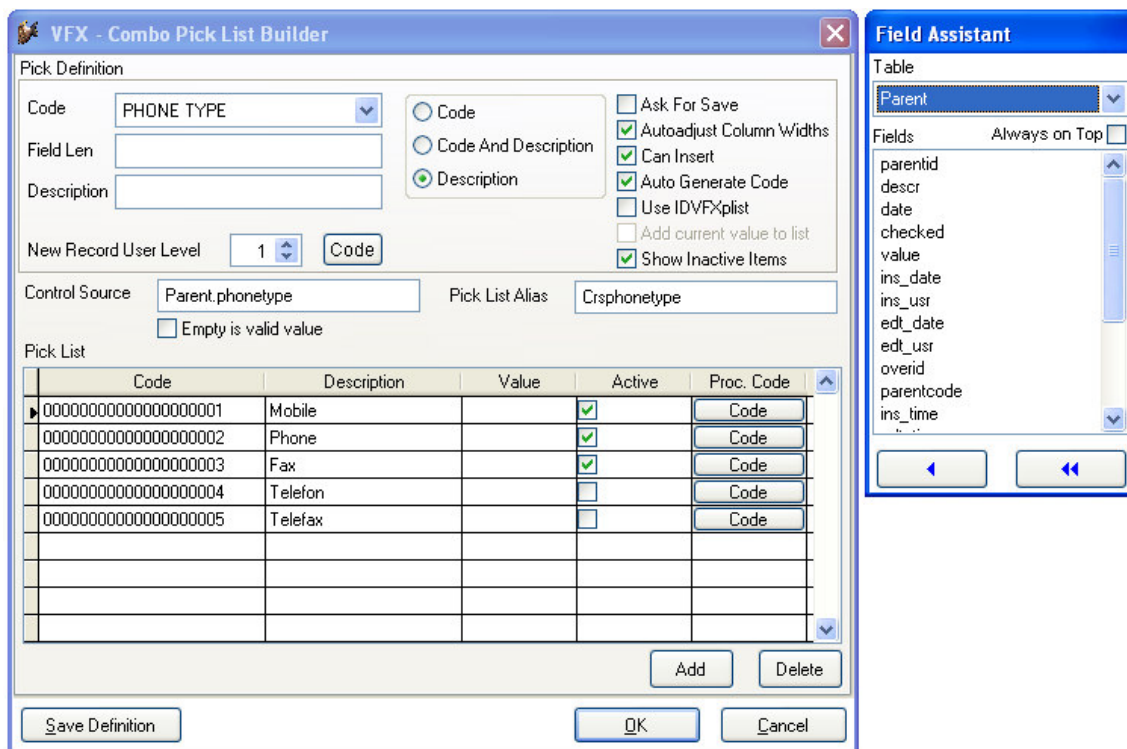 VFX - Combo Pick List Builder
Pick Definition
Code
PHONE TYPE
Field Len
Description
New Record User Level
1
Code
Code
Code And Description
Description
Ask For Save
Autoadjust Column Widths
Can Insert
Auto Generate Code
Use IDVFXplist
Add current value to list
Show Inactive Items
Control Source
Parent.phonetype
Pick List Alias
Crsphonetype
Empty is valid value
Pick List
Code Description Value Active Proc. Code
00000000000000000001 Mobile Code
00000000000000000002 Phone Code
00000000000000000003 Fax Code
00000000000000000004 Telefon Code
00000000000000000005 Telefax Code
Add Delete
Save Definition OK Cancel
Field Assistant
Table
Parent
Fields Always on Top
parentid
descr
date
checked
value
ins_date
ins_usr
edt_date
edt_usr
overid
parentcode
ins_time